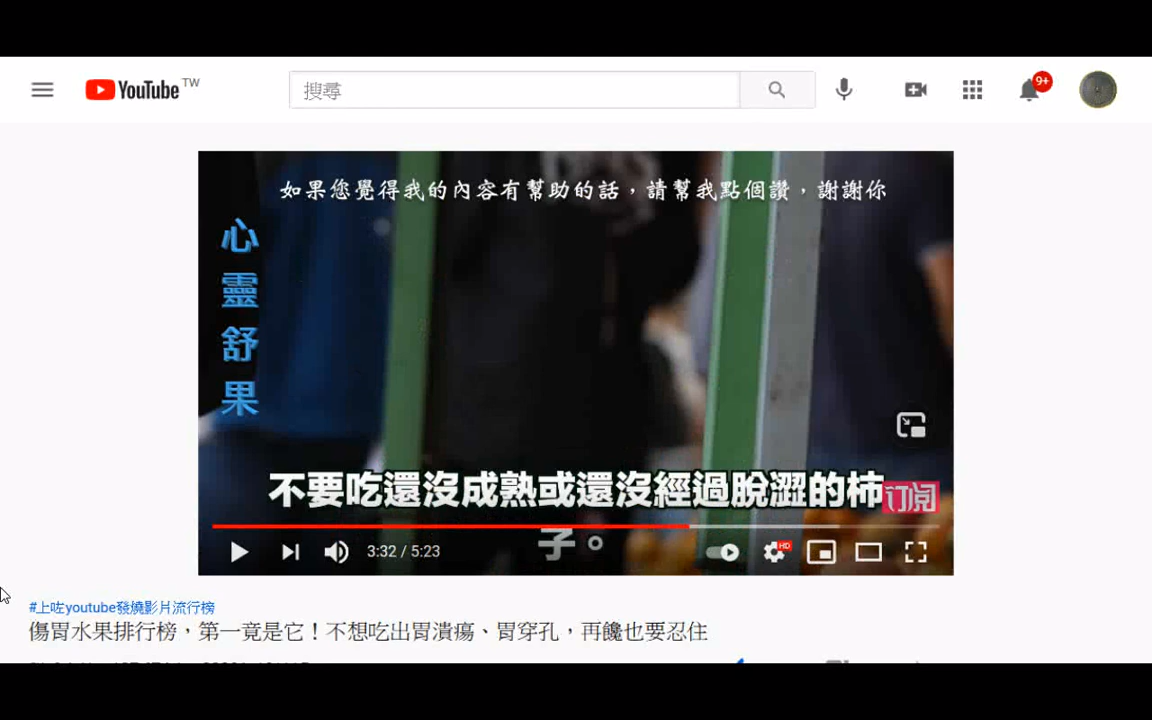 YouTube TW
搜尋
9+
如果您覺得我的內容有幫助的話，請幫我點個讚，謝謝你
心靈舒果
不要吃還沒成熟或還沒經過脫澀的柿
子。
订阅
3:32 / 5:23
HD
#上咗youtube發燒影片流行榜
傷胃水果排行榜，第一竟是它！不想吃出胃潰瘍、胃穿孔，再饞也要忍住